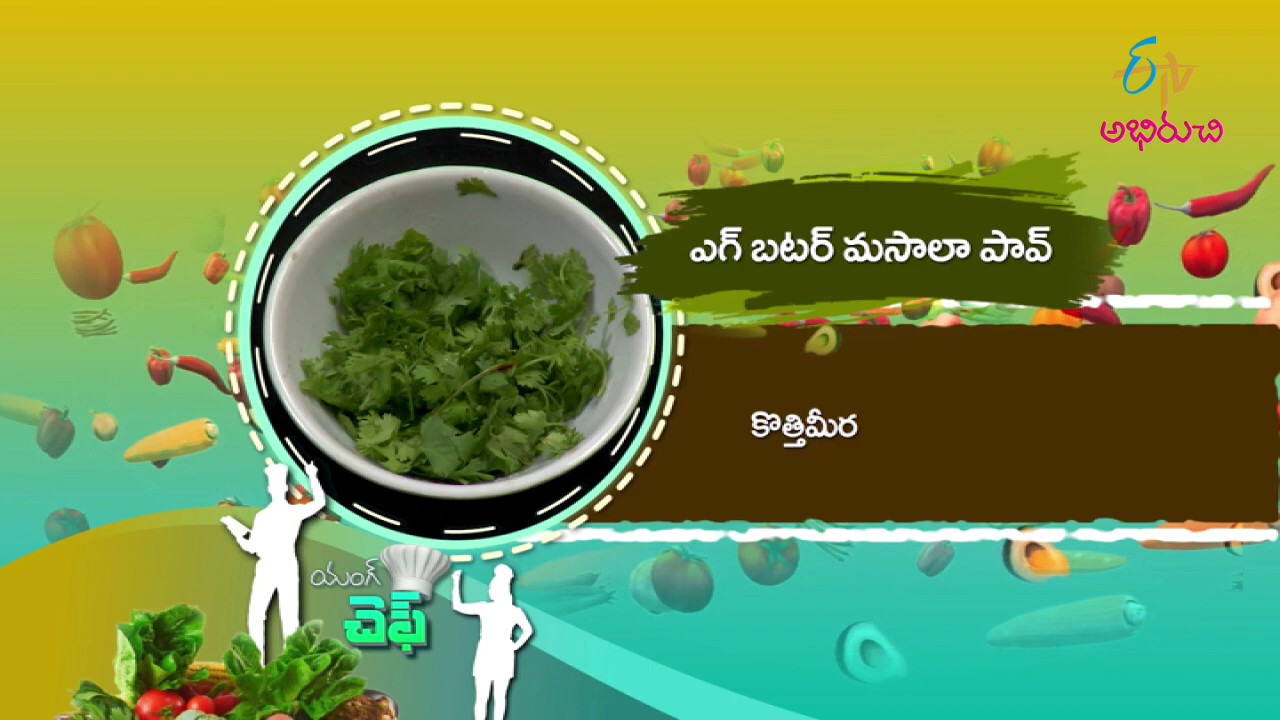 ETV
అభిరుచి
ఎగ్ బటర్ మసాలా పావ్
కొత్తిమీర
యంగ్
చెఫ్